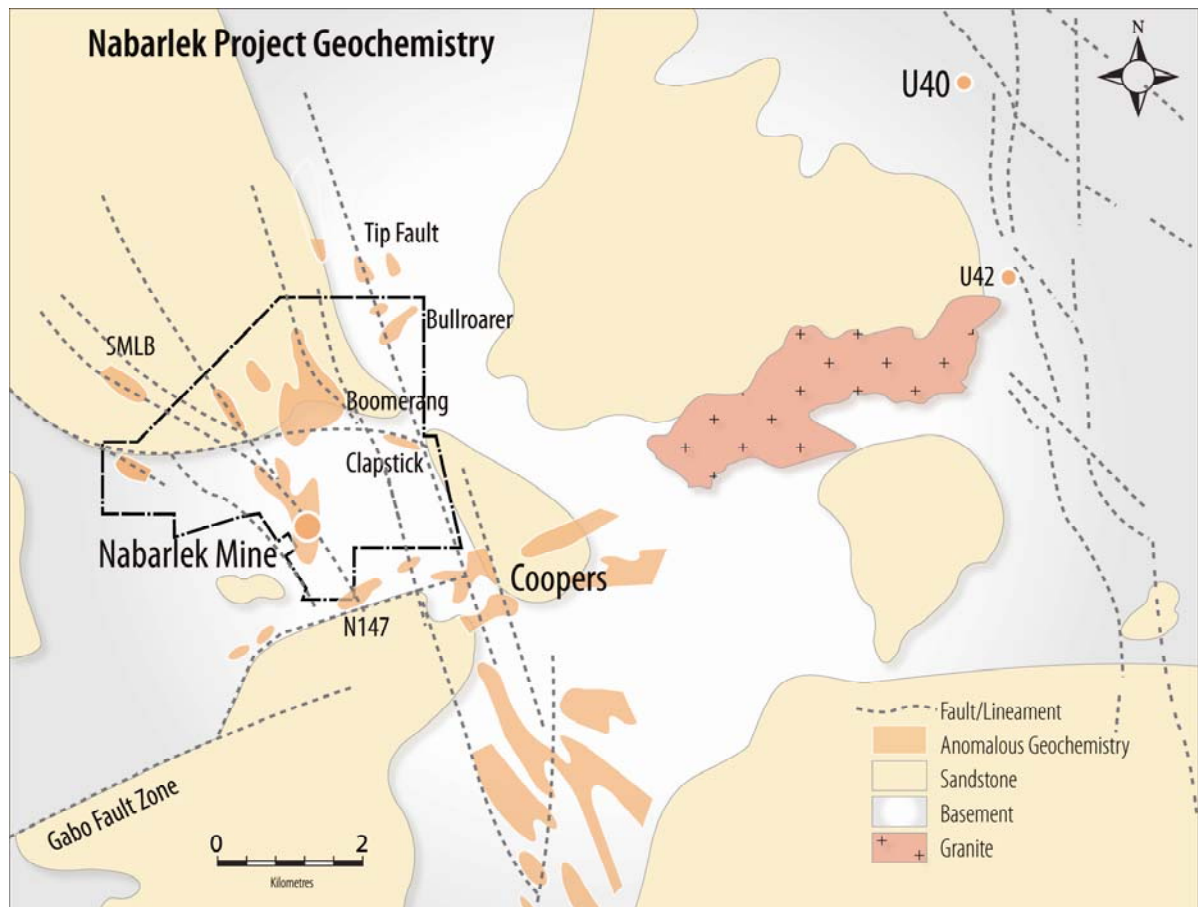 Nabarlek Project Geochemistry
N
U40
U42
Tip Fault
Bullroarer
SMLB
Boomerang
Clapstick
Nabarlek Mine
Coopers
N147
Gabo Fault Zone
0 2
Kilometres
Fault/Lineament
Anomalous Geochemistry
Sandstone
Basement
Granite